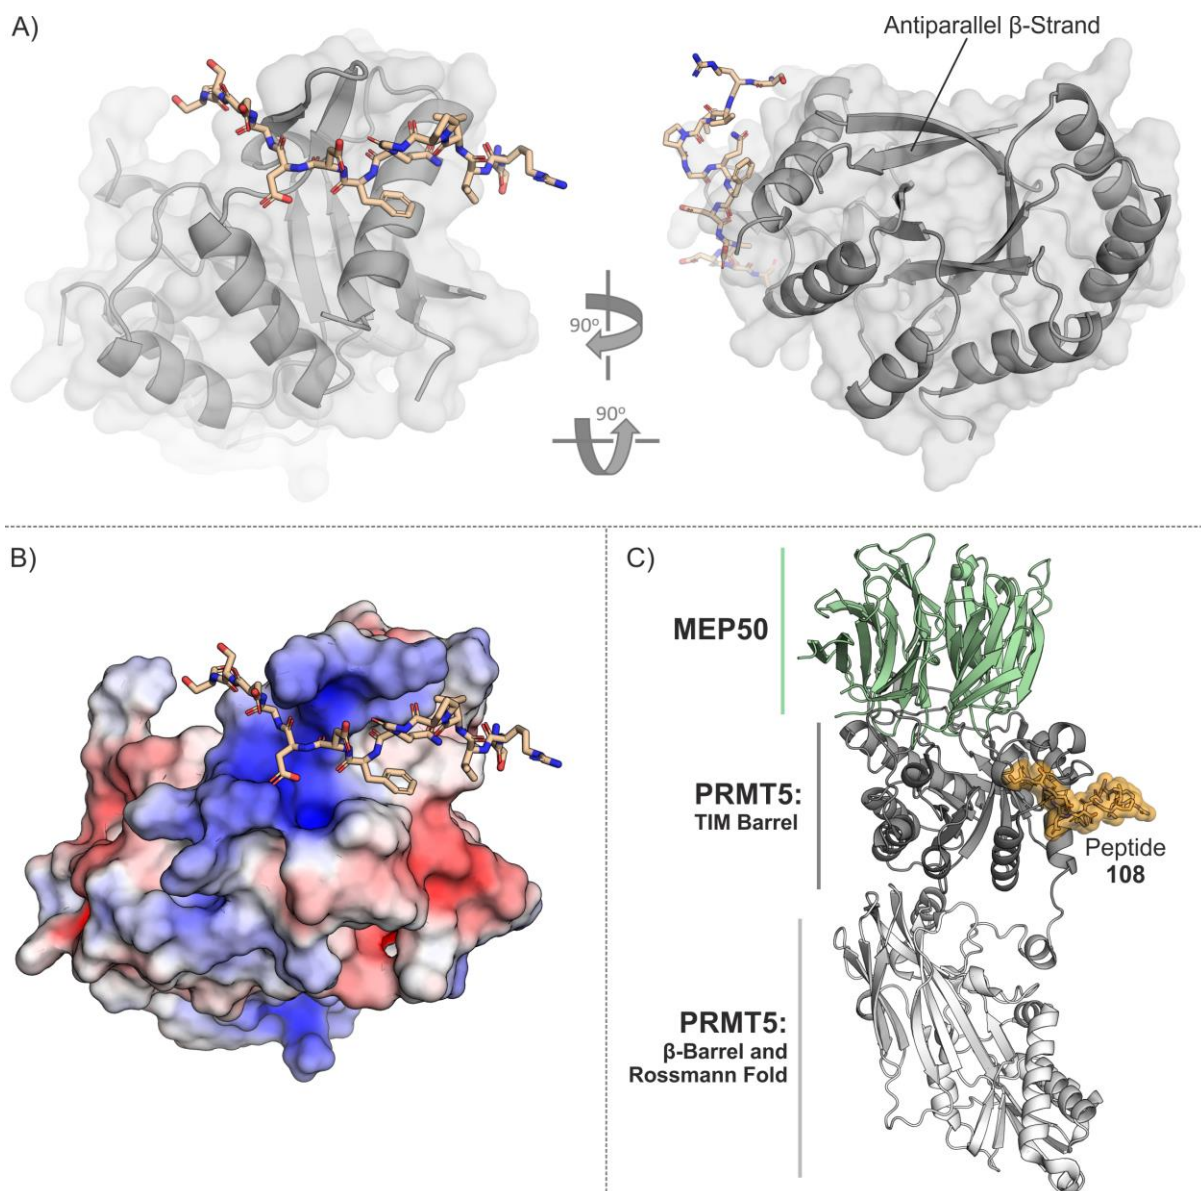 A)
Antiparallel β-Strand
90º
90º
B)
C)
MEP50
PRMT5:
TIM Barrel
Peptide
108
PRMT5:
β-Barrel and
Rossmann Fold